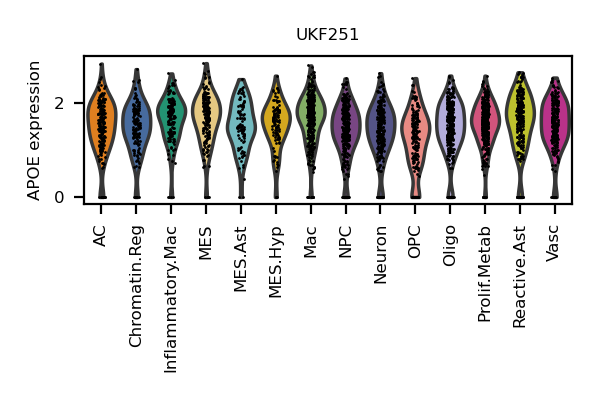 UKF251
APOE expression
2
0
AC
Chromatin.Reg
Inflammatory.Mac
MES
MES.Ast
MES.Hyp
Mac
NPC
Neuron
OPC
Oligo
Prolif.Metab
Reactive.Ast
Vasc